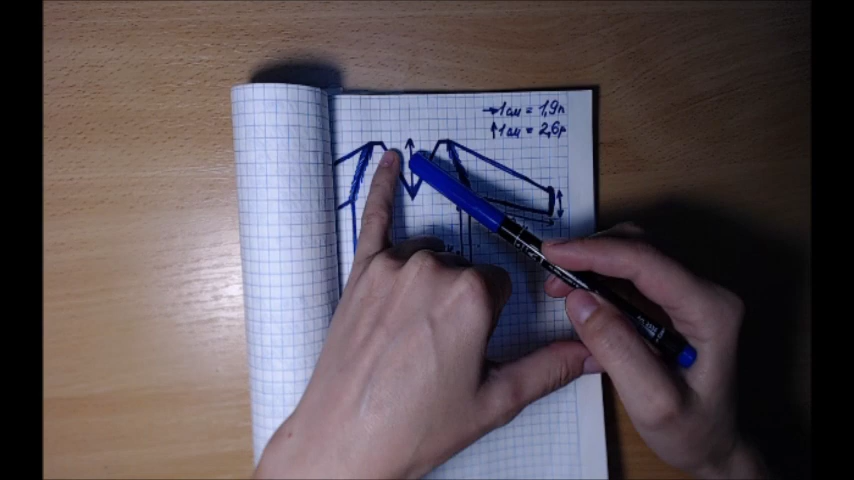 →1см = 1,9п
↑1см = 2,6р